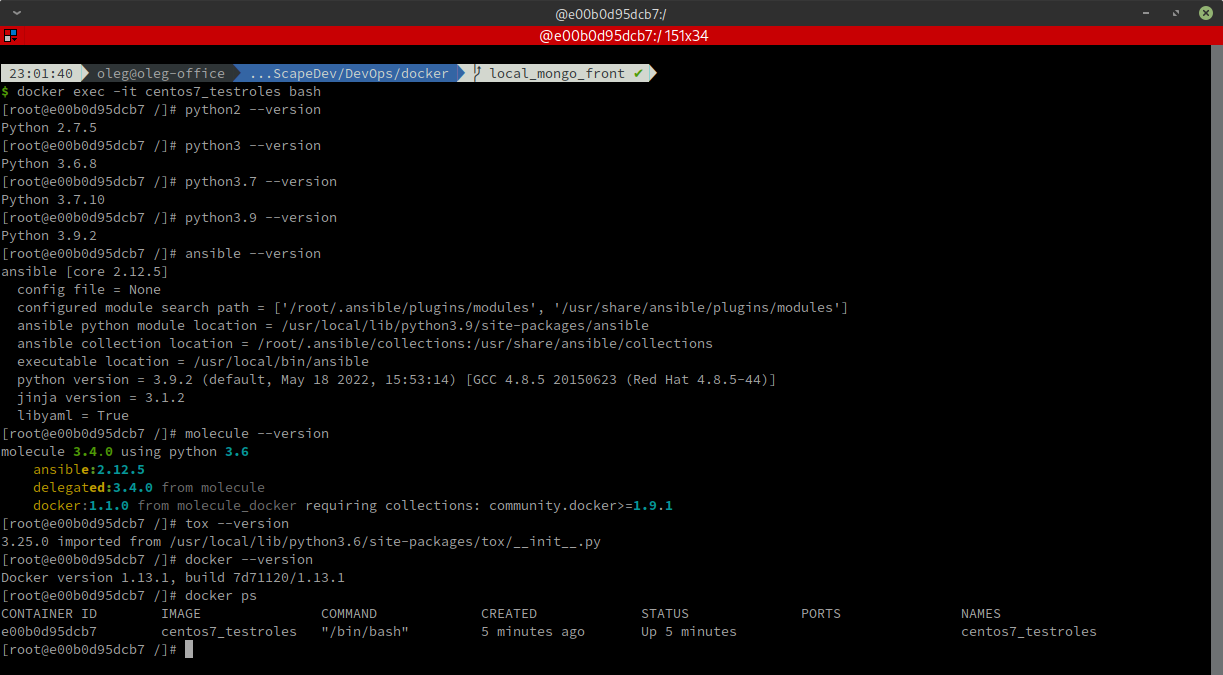 @e00b0d95dcb7:/
@e00b0d95dcb7:/ 151x34
23:01:40 oleg@oleg-office ...ScapeDev/DevOps/docker local_mongo_front ✔
$ docker exec -it centos7_testroles bash
[root@e00b0d95dcb7 /]# python2 --version
Python 2.7.5
[root@e00b0d95dcb7 /]# python3 --version
Python 3.6.8
[root@e00b0d95dcb7 /]# python3.7 --version
Python 3.7.10
[root@e00b0d95dcb7 /]# python3.9 --version
Python 3.9.2
[root@e00b0d95dcb7 /]# ansible --version
ansible [core 2.12.5]
  config file = None
  configured module search path = ['/root/.ansible/plugins/modules', '/usr/share/ansible/plugins/modules']
  ansible python module location = /usr/local/lib/python3.9/site-packages/ansible
  ansible collection location = /root/.ansible/collections:/usr/share/ansible/collections
  executable location = /usr/local/bin/ansible
  python version = 3.9.2 (default, May 18 2022, 15:53:14) [GCC 4.8.5 20150623 (Red Hat 4.8.5-44)]
  jinja version = 3.1.2
  libyaml = True
[root@e00b0d95dcb7 /]# molecule --version
molecule 3.4.0 using python 3.6
    ansible:2.12.5
    delegated:3.4.0 from molecule
    docker:1.1.0 from molecule_docker requiring collections: community.docker>=1.9.1
[root@e00b0d95dcb7 /]# tox --version
3.25.0 imported from /usr/local/lib/python3.6/site-packages/tox/__init__.py
[root@e00b0d95dcb7 /]# docker --version
Docker version 1.13.1, build 7d71120/1.13.1
[root@e00b0d95dcb7 /]# docker ps
CONTAINER ID        IMAGE               COMMAND             CREATED             STATUS              PORTS               NAMES
e00b0d95dcb7        centos7_testroles   "/bin/bash"         5 minutes ago       Up 5 minutes                            centos7_testroles
[root@e00b0d95dcb7 /]#